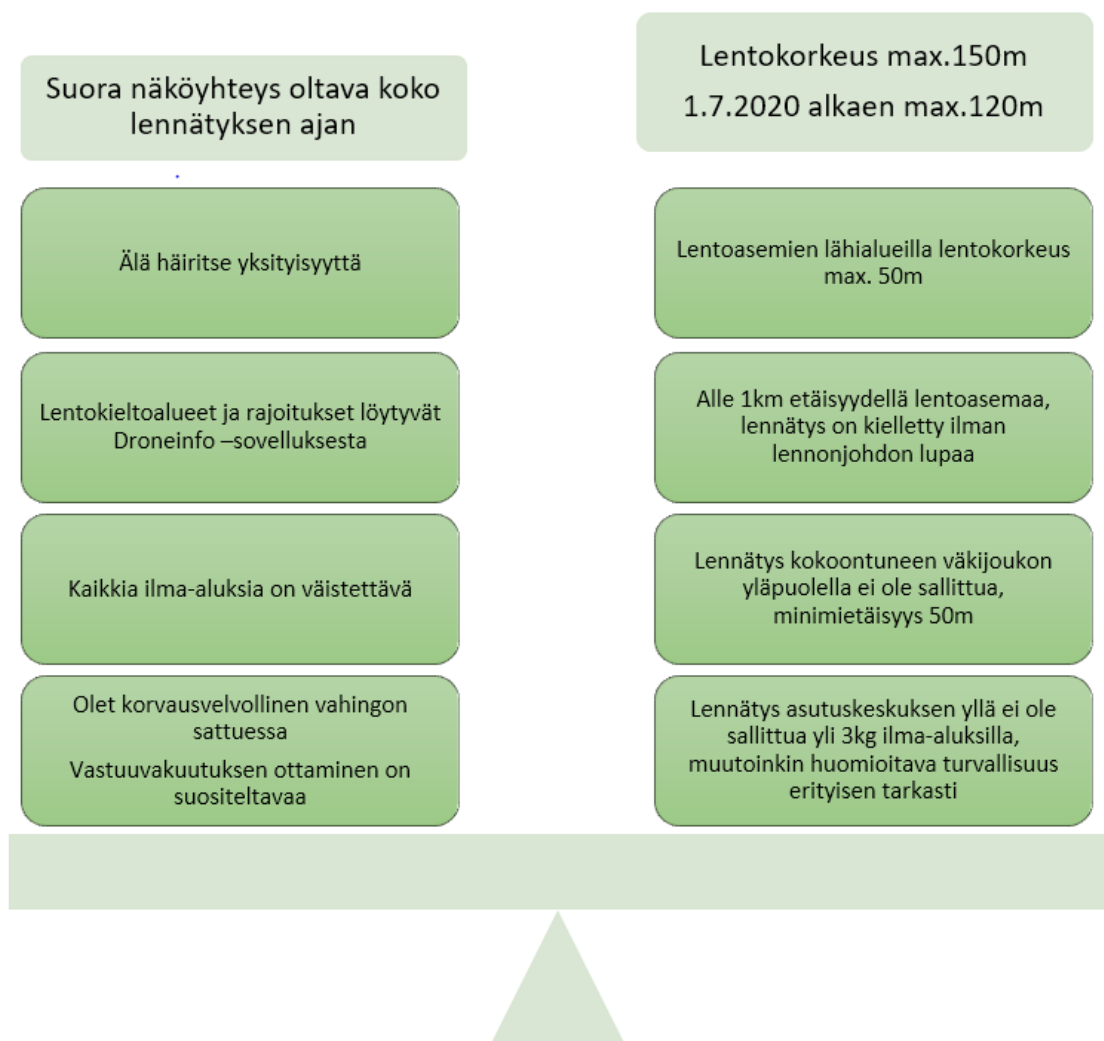 Suora näköyhteys oltava koko
lennätyksen ajan
Älä häiritse yksityisyyttä
Lentokieltoalueet ja rajoitukset löytyvät
Droneinfo –sovelluksesta
Kaikkia ilma-aluksia on väistettävä
Olet korvausvelvollinen vahingon
sattuessa
Vastuuvakuutuksen ottaminen on
suositeltavaa
Lentokorkeus max.150m
1.7.2020 alkaen max.120m
Lentoasemien lähialueilla lentokorkeus
max. 50m
Alle 1km etäisyydellä lentoasemaa,
lennätys on kielletty ilman
lennonjohdon lupaa
Lennätys kokoontuneen väkijoukon
yläpuolella ei ole sallittua,
minimietäisyys 50m
Lennätys asutuskeskuksen yllä ei ole
sallittua yli 3kg ilma-aluksilla,
muutoinkin huomioitava turvallisuus
erityisen tarkasti